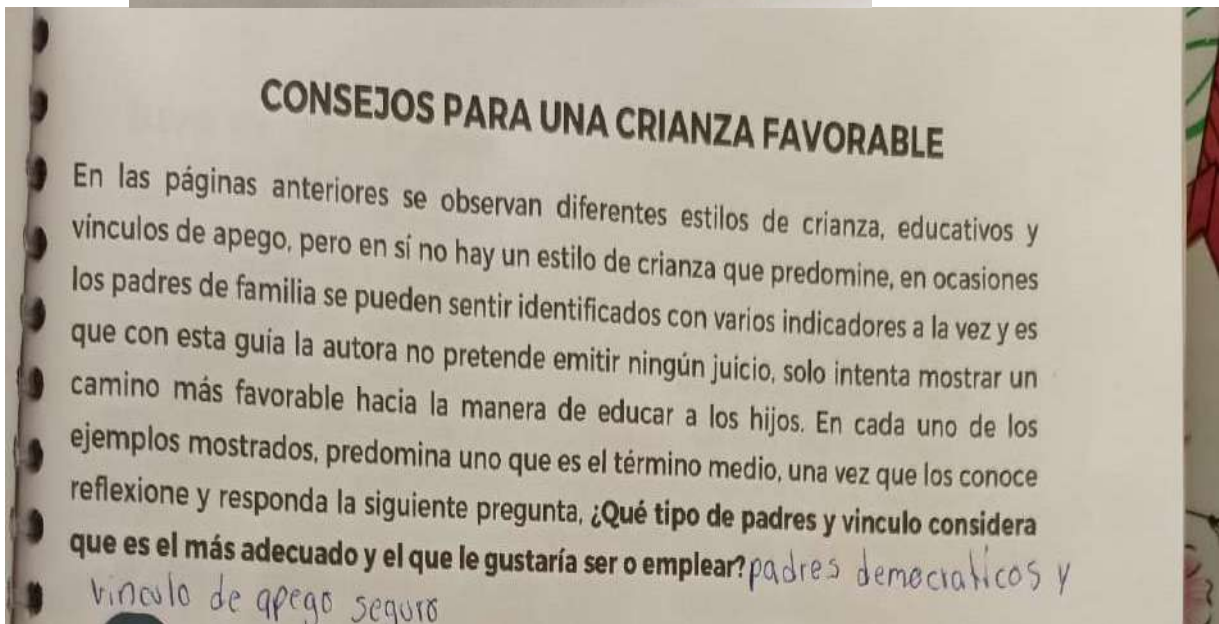 CONSEJOS PARA UNA CRIANZA FAVORABLE
En las páginas anteriores se observan diferentes estilos de crianza, educativos y
vínculos de apego, pero en sí no hay un estilo de crianza que predomine, en ocasiones
los padres de familia se pueden sentir identificados con varios indicadores a la vez y es
que con esta guía la autora no pretende emitir ningún juicio, solo intenta mostrar un
camino más favorable hacia la manera de educar a los hijos. En cada uno de los
ejemplos mostrados, predomina uno que es el término medio, una vez que los conoce
reflexione y responda la siguiente pregunta, ¿Qué tipo de padres y vinculo considera
que es el más adecuado y el que le gustaría ser o emplear? padres democráticos y
vinculo de apego seguro